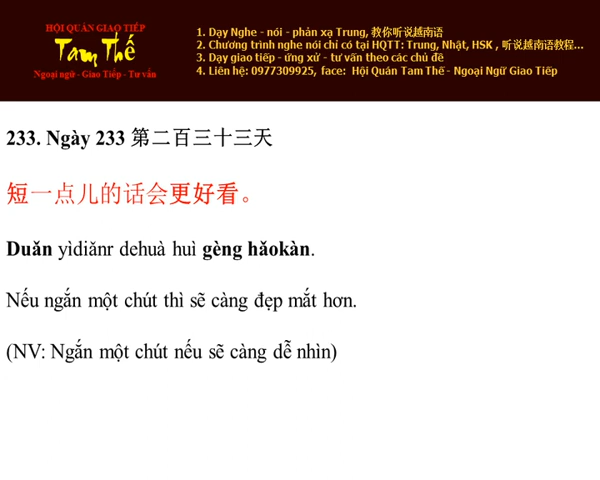 HỘI QUÁN GIAO TIẾP
Tam Thế
Ngoại ngữ - Giao Tiếp - Tư vấn
1. Dạy Nghe - nói - phản xạ Trung, 教你听说越南语
2. Chương trình nghe nói chỉ có tại HQTT: Trung, Nhật, HSK , 听说越南语教程...
3. Dạy giao tiếp - ứng xử - tư vấn theo các chủ đề
4. Liên hệ: 0977309925, face: Hội Quán Tam Thế - Ngoại Ngữ Giao Tiếp
233. Ngày 233 第二百三十三天
短一点儿的话会更好看。
Duǎn yìdiǎnr dehuà huì gèng hǎokàn.
Nếu ngắn một chút thì sẽ càng đẹp mắt hơn.
(NV: Ngắn một chút nếu sẽ càng dễ nhìn)